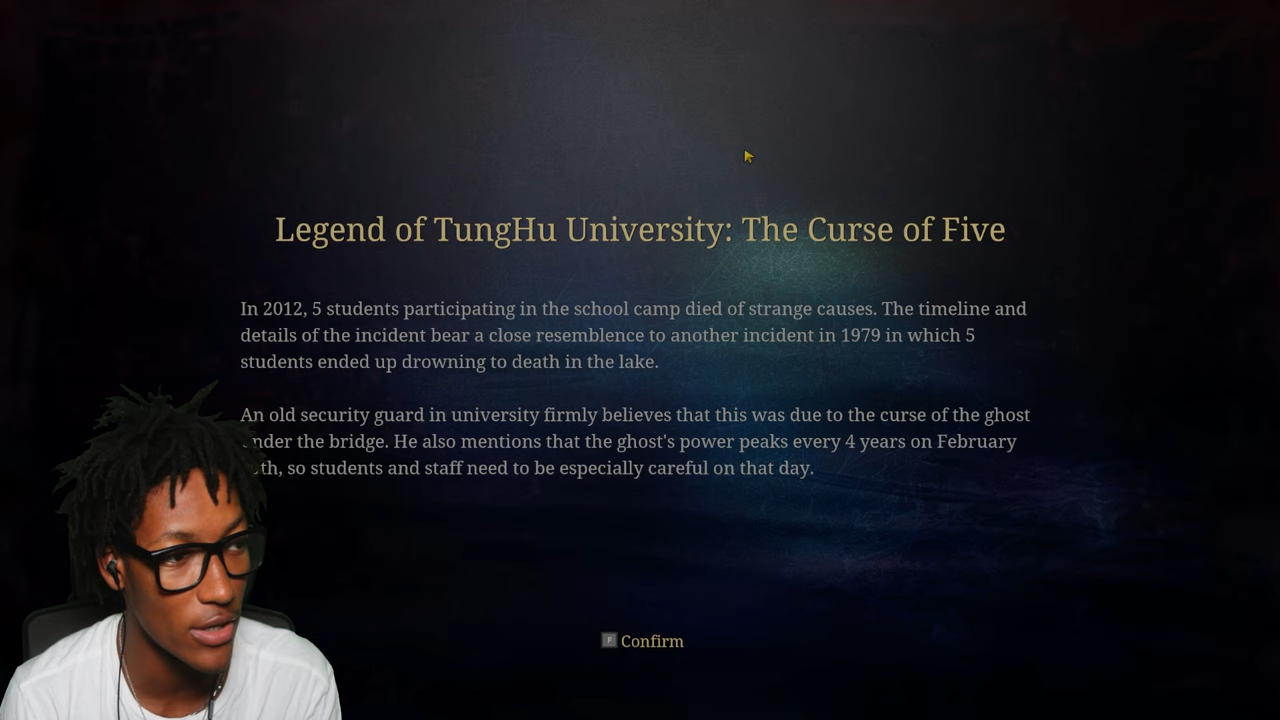 Legend of TungHu University: The Curse of Five
In 2012, 5 students participating in the school camp died of strange causes. The timeline and
details of the incident bear a close resemblence to another incident in 1979 in which 5
students ended up drowning to death in the lake.
An old security guard in university firmly believes that this was due to the curse of the ghost
the bridge. He also mentions that the ghost's power peaks every 4 years on February
so students and staff need to be especially careful on that day.
F Confirm